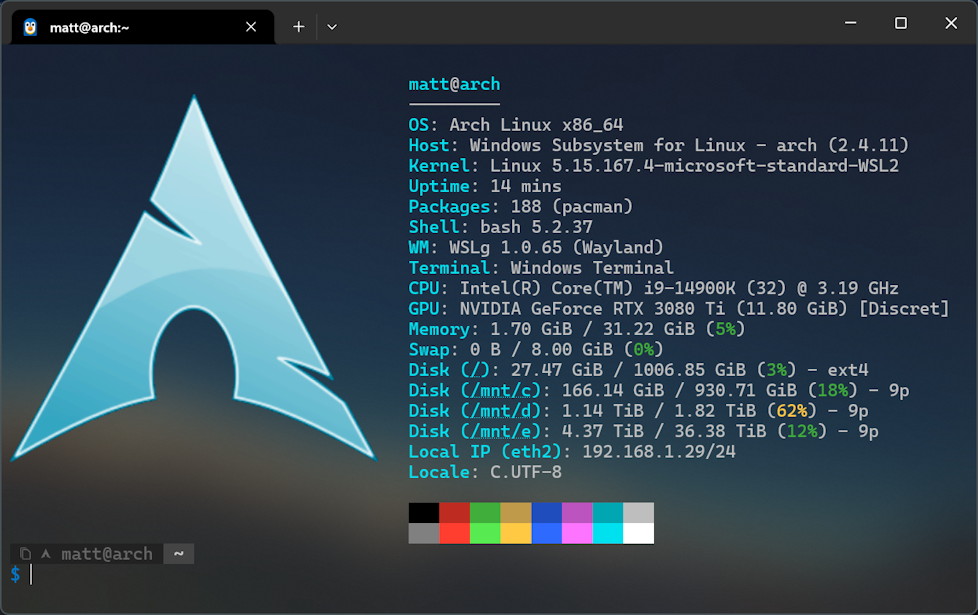 matt@arch:~
matt@arch
OS: Arch Linux x86_64
Host: Windows Subsystem for Linux - arch (2.4.11)
Kernel: Linux 5.15.167.4-microsoft-standard-WSL2
Uptime: 14 mins
Packages: 188 (pacman)
Shell: bash 5.2.37
WM: WSLg 1.0.65 (Wayland)
Terminal: Windows Terminal
CPU: Intel(R) Core(TM) i9-14900K (32) @ 3.19 GHz
GPU: NVIDIA GeForce RTX 3080 Ti (11.80 GiB) [Discret]
Memory: 1.70 GiB / 31.22 GiB (5%)
Swap: 0 B / 8.00 GiB (0%)
Disk (/): 27.47 GiB / 1006.85 GiB (3%) - ext4
Disk (/mnt/c): 166.14 GiB / 930.71 GiB (18%) - 9p
Disk (/mnt/d): 1.14 TiB / 1.82 TiB (62%) - 9p
Disk (/mnt/e): 4.37 TiB / 36.38 TiB (12%) - 9p
Local IP (eth2): 192.168.1.29/24
Locale: C.UTF-8
matt@arch ~
$